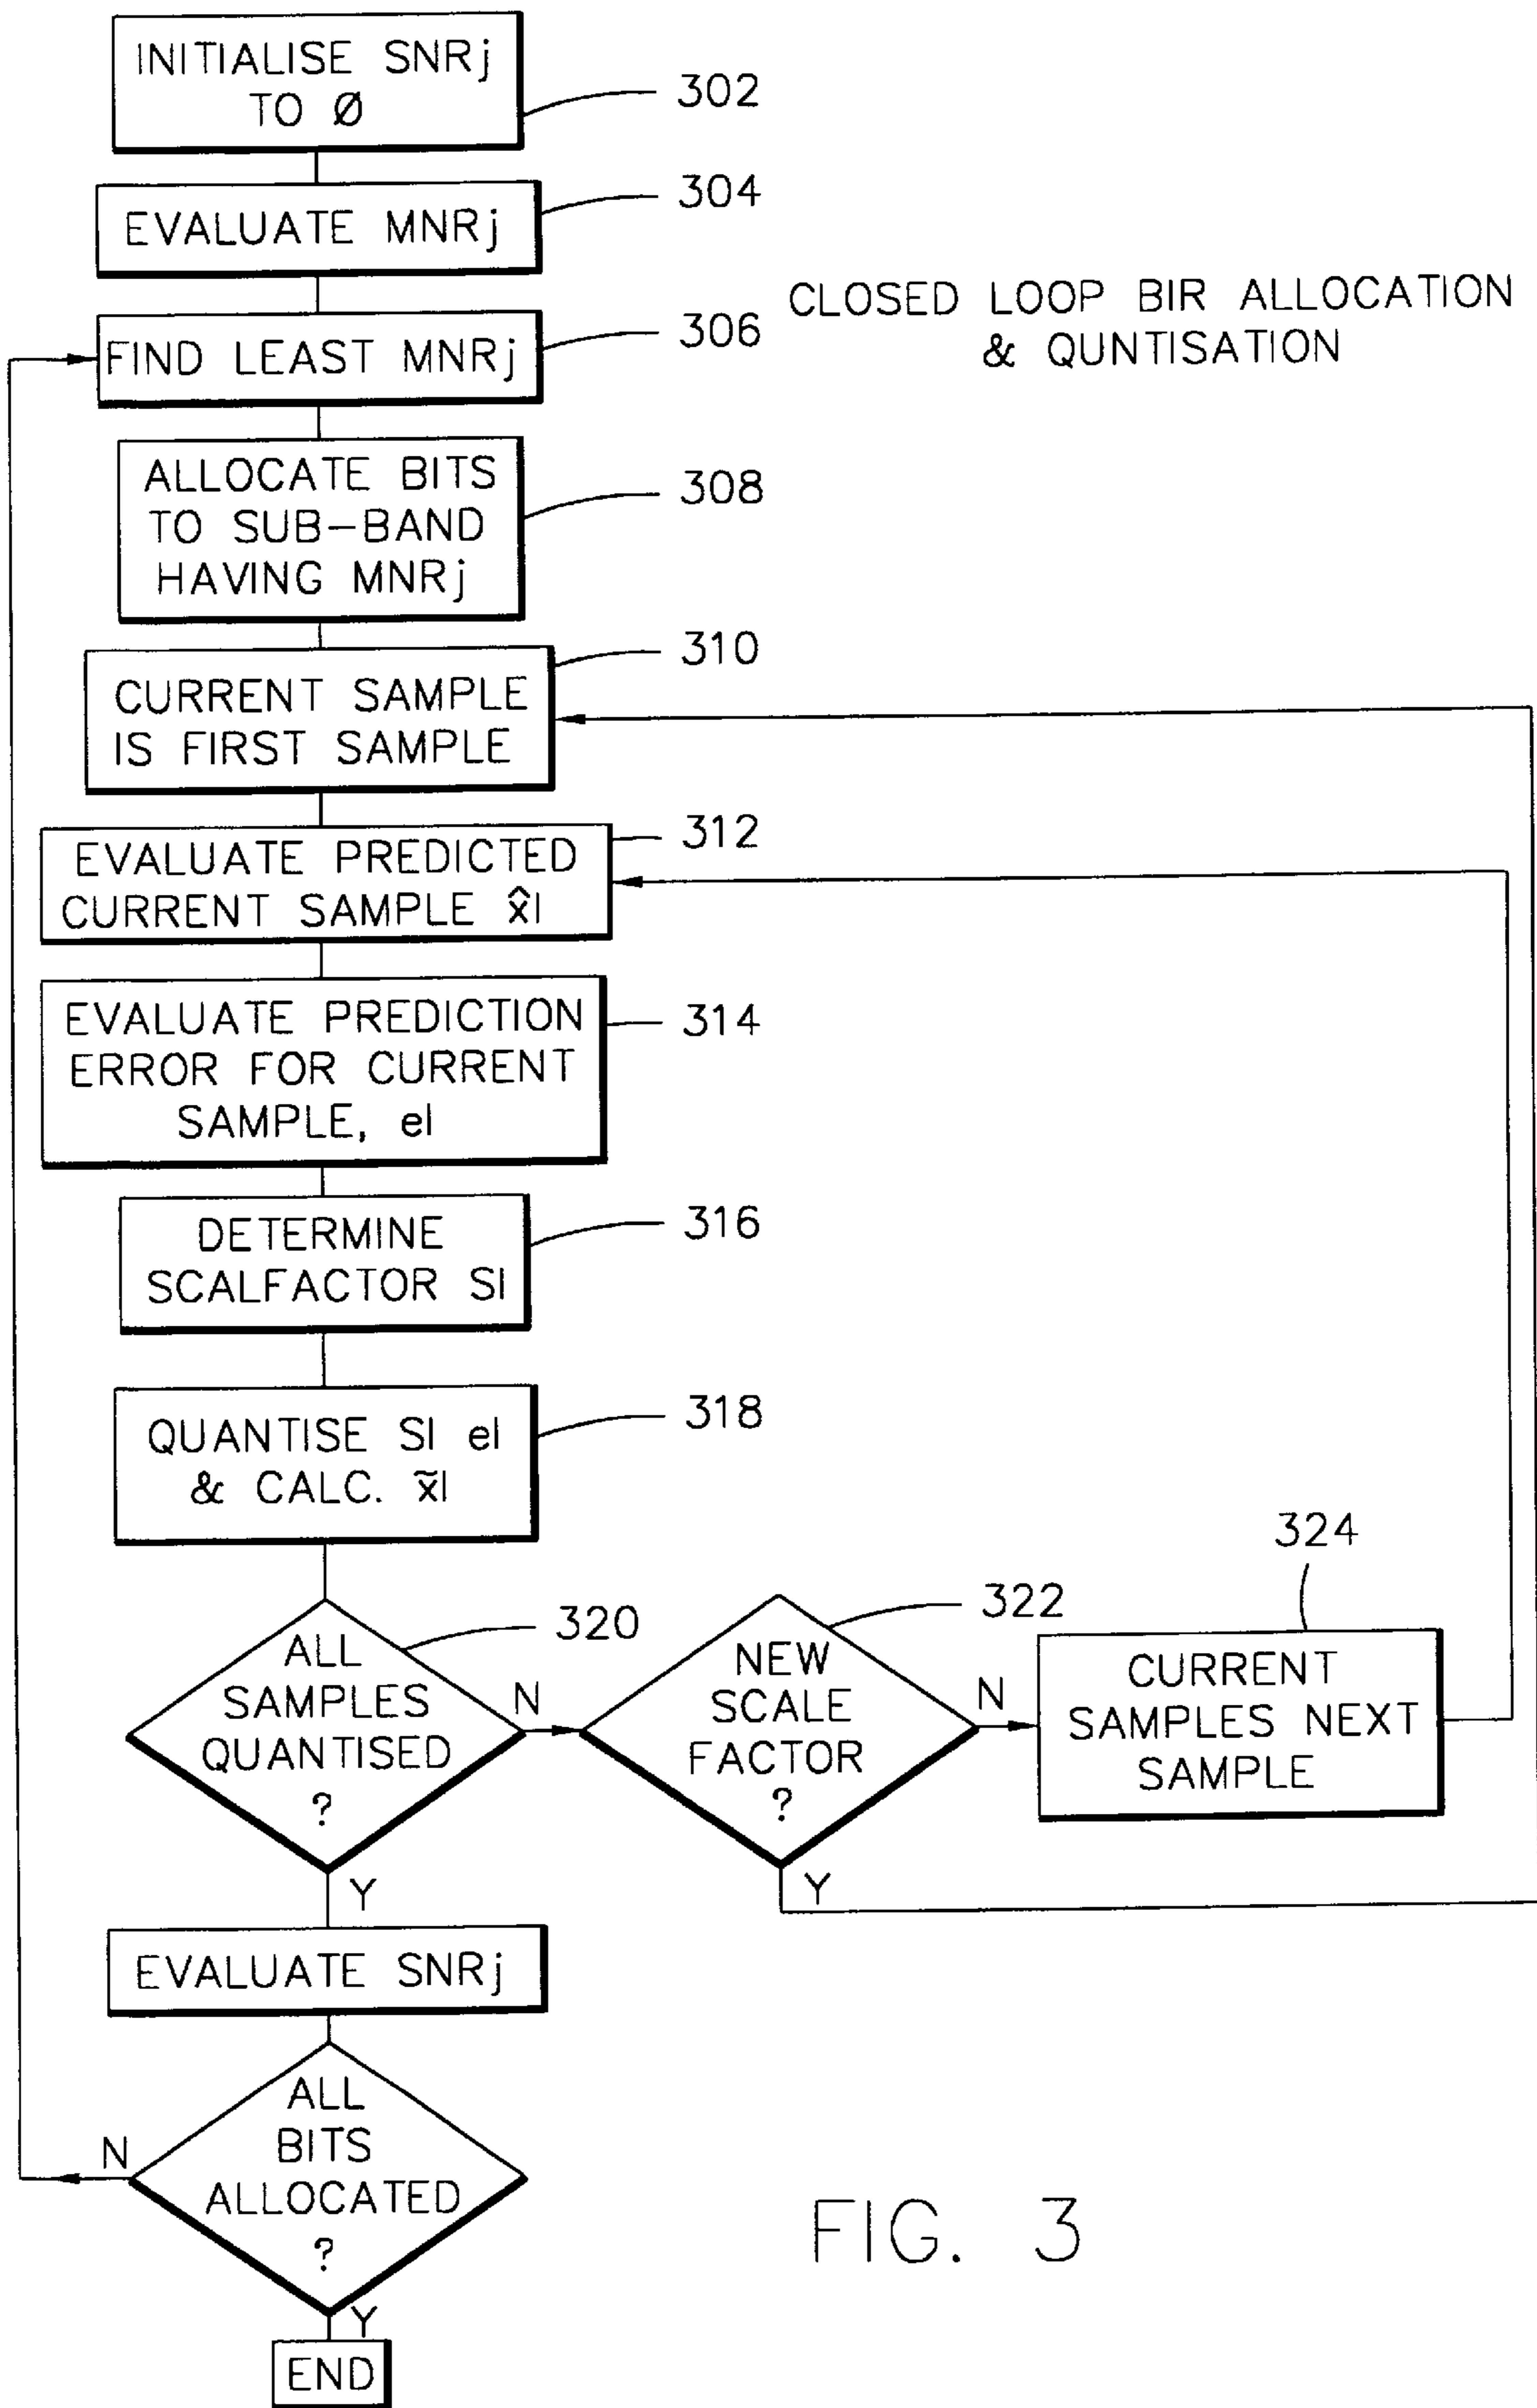 INITIALISE SNRj
TO Ø
302
EVALUATE MNRj
304
FIND LEAST MNRj
306
CLOSED LOOP BIR ALLOCATION
& QUNTISATION
ALLOCATE BITS
TO SUB-BAND
HAVING MNRj
308
CURRENT SAMPLE
IS FIRST SAMPLE
310
EVALUATE PREDICTED
CURRENT SAMPLE x̂l
312
EVALUATE PREDICTION
ERROR FOR CURRENT
SAMPLE, el
314
DETERMINE
SCALFACTOR Sl
316
QUANTISE Sl el
& CALC. x̃l
318
ALL
SAMPLES
QUANTISED
?
320
N
Y
NEW
SCALE
FACTOR
?
322
N
Y
CURRENT
SAMPLES NEXT
SAMPLE
324
EVALUATE SNRj
ALL
BITS
ALLOCATED
?
N
Y
END
FIG. 3